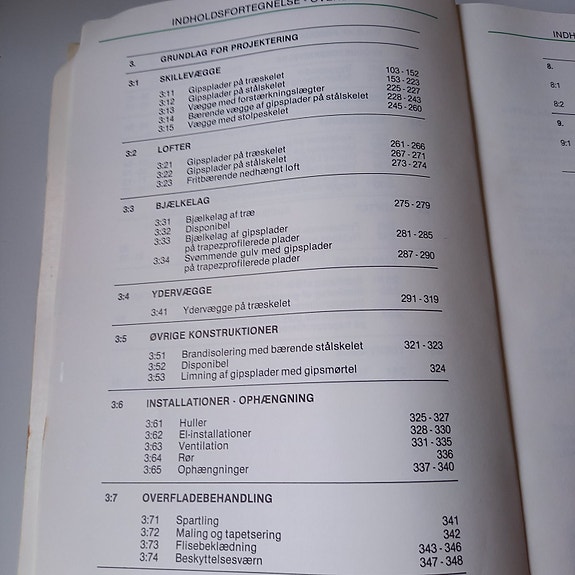 INDHOLDSFORTEGNELSE
INDH
3. GRUNDLAG FOR PROJEKTERING
3:1 SKILLEVÆGGE
3:11 Gipsplader på træskelet 103 - 152
3:12 Gipsplader på stålskelet 153 - 223
3:13 Vægge med forstærkningslægter 225 - 227
3:14 Bærende vægge af gipsplader på stålskelet 228 - 243
3:15 Vægge med stolpeskelet 245 - 260
3:2 LOFTER
3:21 Gipsplader på træskelet 261 - 266
3:22 Gipsplader på stålskelet 267 - 271
3:23 Fritbærende nedhængt loft 273 - 274
3:3 BJÆLKELAG
3:31 Bjælkelag af træ 275 - 279
3:32 Disponibel
3:33 Bjælkelag af gipsplader
på trapezprofilerede plader 281 - 285
3:34 Svømmende gulv med gipsplader
på trapezprofilerede plader 287 - 290
3:4 YDERVÆGGE
3:41 Ydervægge på træskelet 291 - 319
3:5 ØVRIGE KONSTRUKTIONER
3:51 Brandisolering med bærende stålskelet 321 - 323
3:52 Disponibel
3:53 Limning af gipsplader med gipsmørtel 324
3:6 INSTALLATIONER - OPHÆNGNING
3:61 Huller 325 - 327
3:62 El-installationer 328 - 330
3:63 Ventilation 331 - 335
3:64 Rør 336
3:65 Ophængninger 337 - 340
3:7 OVERFLADEBEHANDLING
3:71 Spartling 341
3:72 Maling og tapetsering 342
3:73 Flisebeklædning 343 - 346
3:74 Beskyttelsesværn 347 - 348
8.
8:1
8:2
9.
9:1